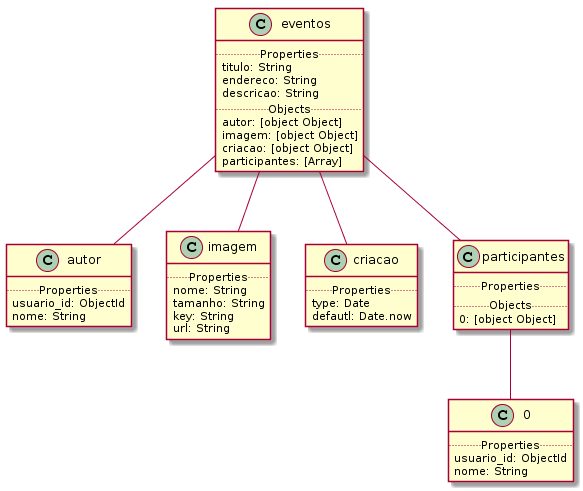 C eventos
Properties
titulo: String
endereco: String
descricao: String
Objects
autor: [object Object]
imagem: [object Object]
criacao: [object Object]
participantes: [Array]
C autor
Properties
usuario_id: ObjectId
nome: String
C imagem
Properties
nome: String
tamanho: String
key: String
url: String
C criacao
Properties
type: Date
defautl: Date.now
C participantes
Properties
Objects
0: [object Object]
C 0
Properties
usuario_id: ObjectId
nome: String